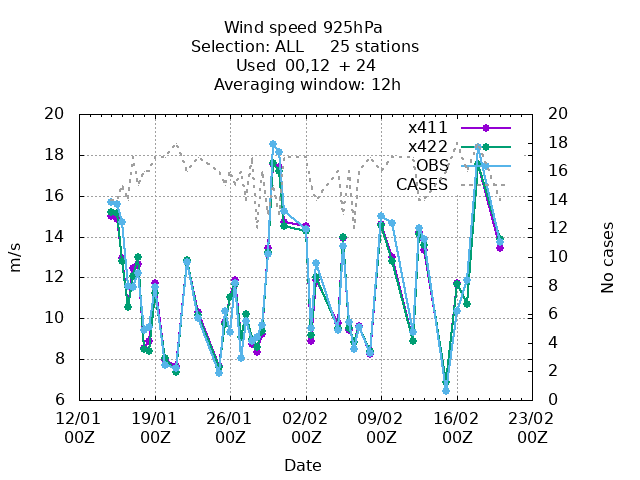 Wind speed 925hPa
Selection: ALL     25 stations
Used  00,12  + 24
Averaging window: 12h
20 20
18 18
16 16
14 14
12 12
10 10
8 8
6 6
4
2
0
x411
x422
OBS
CASES
m/s
No cases
12/01 19/01 26/01 02/02 09/02 16/02 23/02
00Z 00Z 00Z 00Z 00Z 00Z 00Z
Date